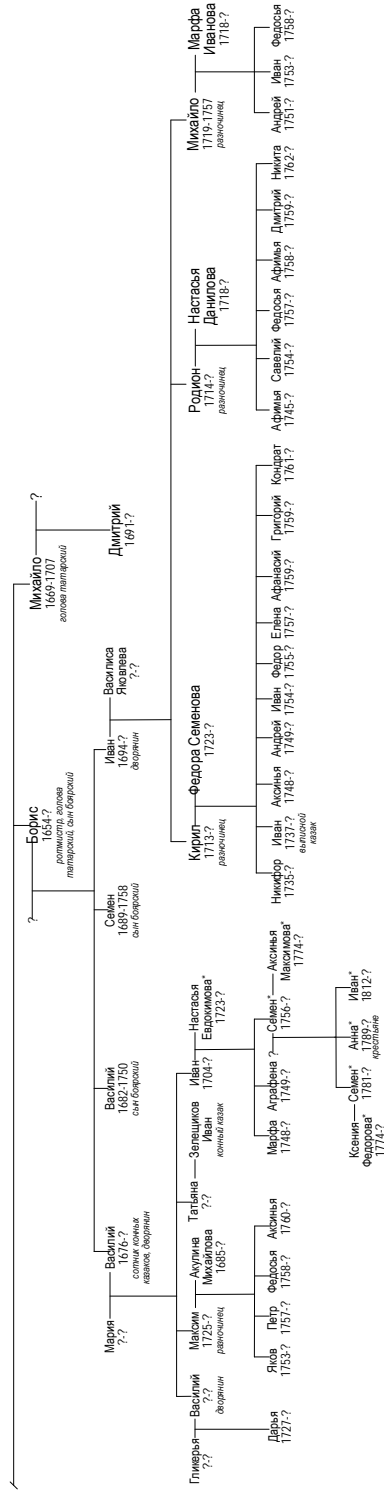 ?
Борис
1654-?
ротмистр, голова
татарский, сын боярский
Михайло
1669-1707
голова татарский
?
Дмитрий
1691-?
Мария
?-?
Василий
1676-?
сотник конных
казаков, дворянин
Василий
1682-1750
сын боярский
Семен
1689-1758
сын боярский
Иван
1694-?
дворянин
Василиса
Яковлева
?-?
Гликерья
?-?
Василий
?-?
дворянин
Максим
1725-?
разночинец
Акулина
Михайлова
1685-?
Татьяна
?-?
Зелещиков
Иван
конный казак
Иван
1704-?
Настасья
Евдокимова*
1723-?
Кирил
1713-?
разночинец
Федора Семенова
1723-?
Родион
1714-?
разночинец
Настасья
Данилова
1718-?
Михайло
1719-1757
разночинец
Марфа
Иванова
1718-?
Дарья
1727-?
Яков
1753-?
Петр
1757-?
Федосья
1758-?
Аксинья
1760-?
Марфа
1748-?
Аграфена
1749-?
?
Семен*
1756-?
Аксинья
Максимова*
1774-?
Никифор
1735-?
Иван
1737-?
выписной
казак
Аксинья
1748-?
Андрей
1749-?
Иван
1754-?
Федор
1755-?
Елена
1757-?
Афанасий
1759-?
Григорий
1759-?
Кондрат
1761-?
Афимья
1745-?
Савелий
1754-?
Федосья
1757-?
Афимья
1758-?
Дмитрий
1759-?
Никита
1762-?
Андрей
1751-?
Иван
1753-?
Федосья
1758-?
Ксения
Федорова*
1774-?
Семен*
1781-?
Анна*
1789-?
крестьяне
Иван*
1812-?